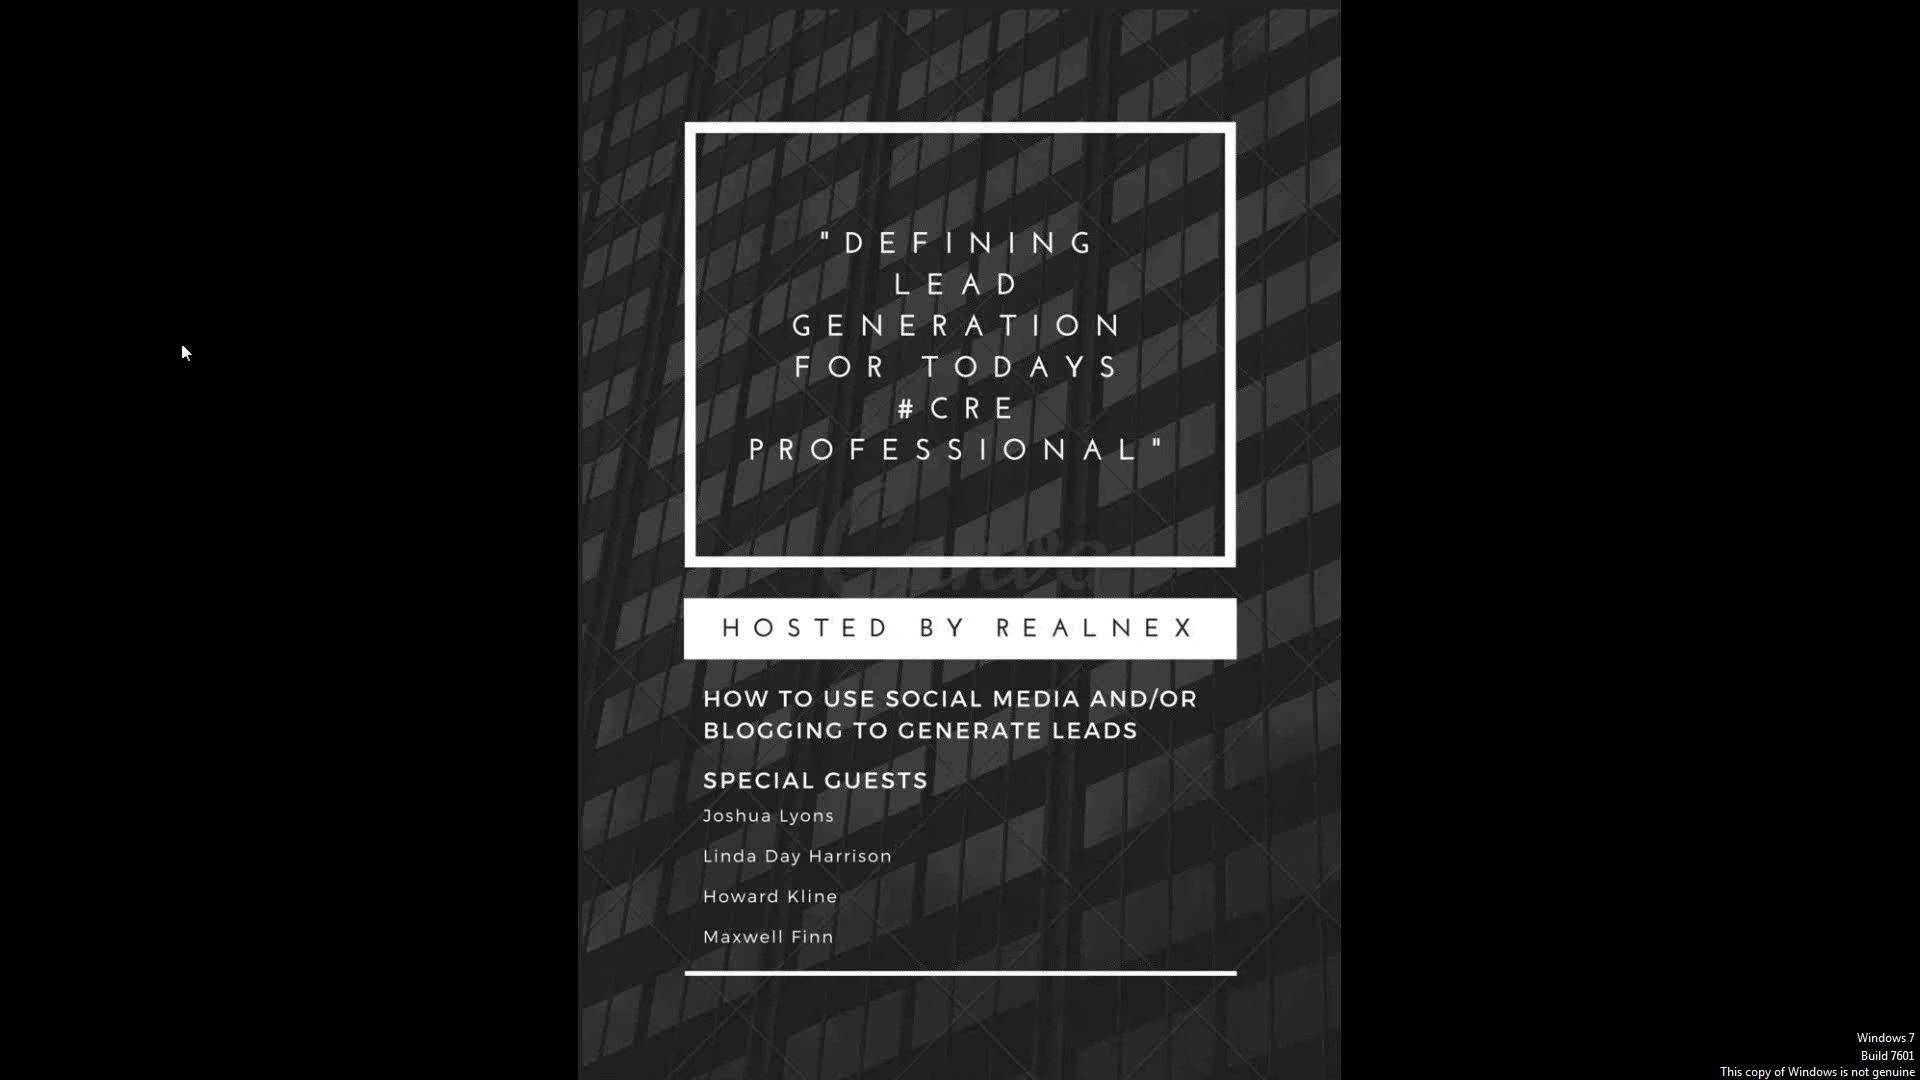 "DEFINING
LEAD
GENERATION
FOR TODAYS
#CRE
PROFESSIONAL"
Canva
HOSTED BY REALNEX
HOW TO USE SOCIAL MEDIA AND/OR
BLOGGING TO GENERATE LEADS
SPECIAL GUESTS
Joshua Lyons
Linda Day Harrison
Howard Kline
Maxwell Finn
Windows 7
Build 7601
This copy of Windows is not genuine